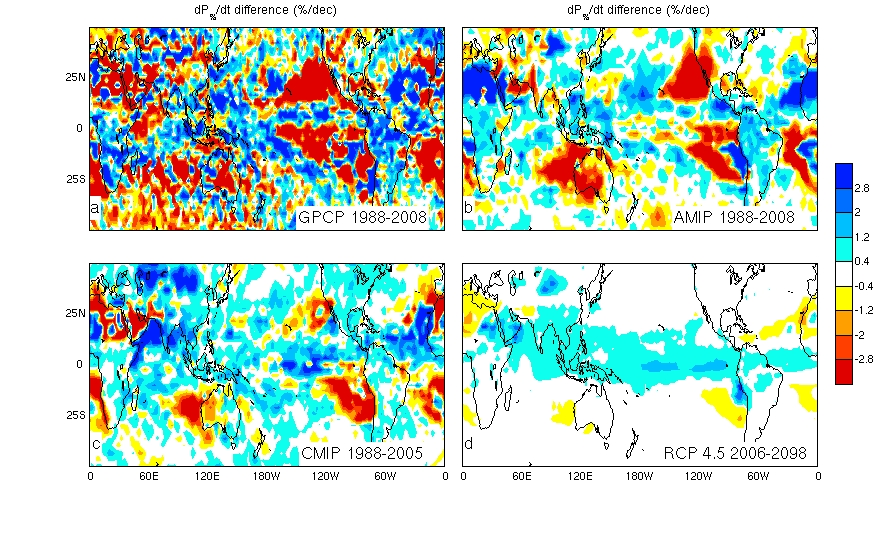 dP%/dt difference (%/dec)
dP%/dt difference (%/dec)
25N
0
25S
a
GPCP 1988-2008
b
AMIP 1988-2008
2.8
2
1.2
0.4
-0.4
-1.2
-2
-2.8
25N
0
25S
c
CMIP 1988-2005
d
RCP 4.5 2006-2098
0 60E 120E 180W 120W 60W 0
0 60E 120E 180W 120W 60W 0